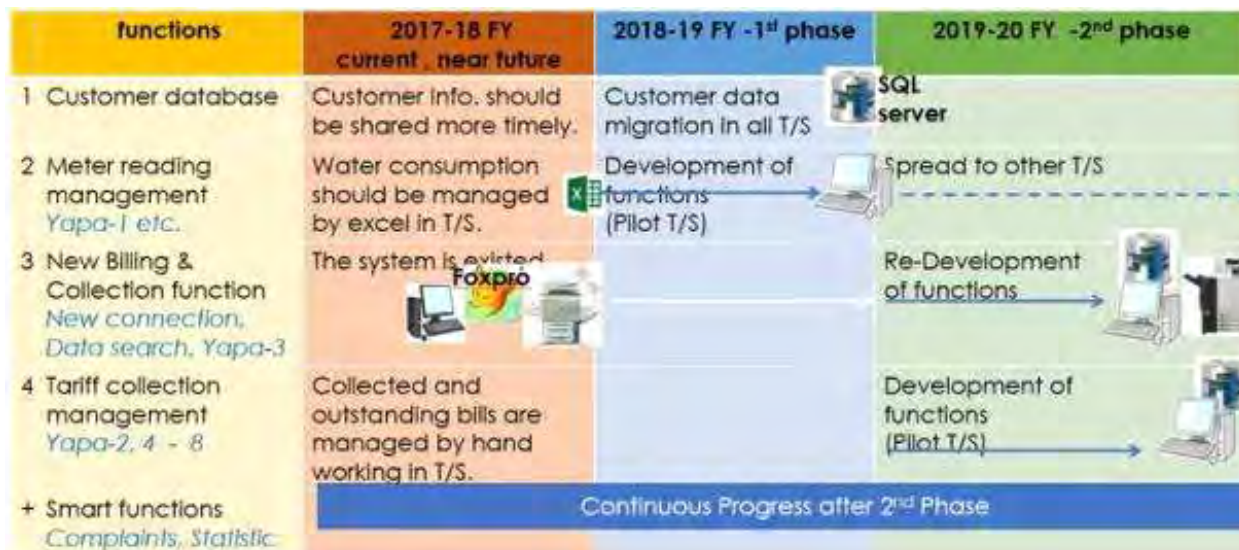 functions
2017-18 FY
current , near future
2018-19 FY -1st phase
2019-20 FY -2nd phase
1 Customer database
Customer info. should
be shared more timely.
Customer data
migration in all T/S
SQL
server
2 Meter reading
management
Yapa-1 etc.
Water consumption
should be managed
by excel in T/S.
Development of
functions
(Pilot T/S)
Spread to other T/S
3 New Billing &
Collection function
New connection,
Data search, Yapa-3
The system is existed
Foxpro
Re-Development
of functions
4 Tariff collection
management
Yapa-2, 4 - 8
Collected and
outstanding bills are
managed by hand
working in T/S.
Development of
functions
(Pilot T/S)
+ Smart functions
Complaints, Statistic
Continuous Progress after 2nd Phase